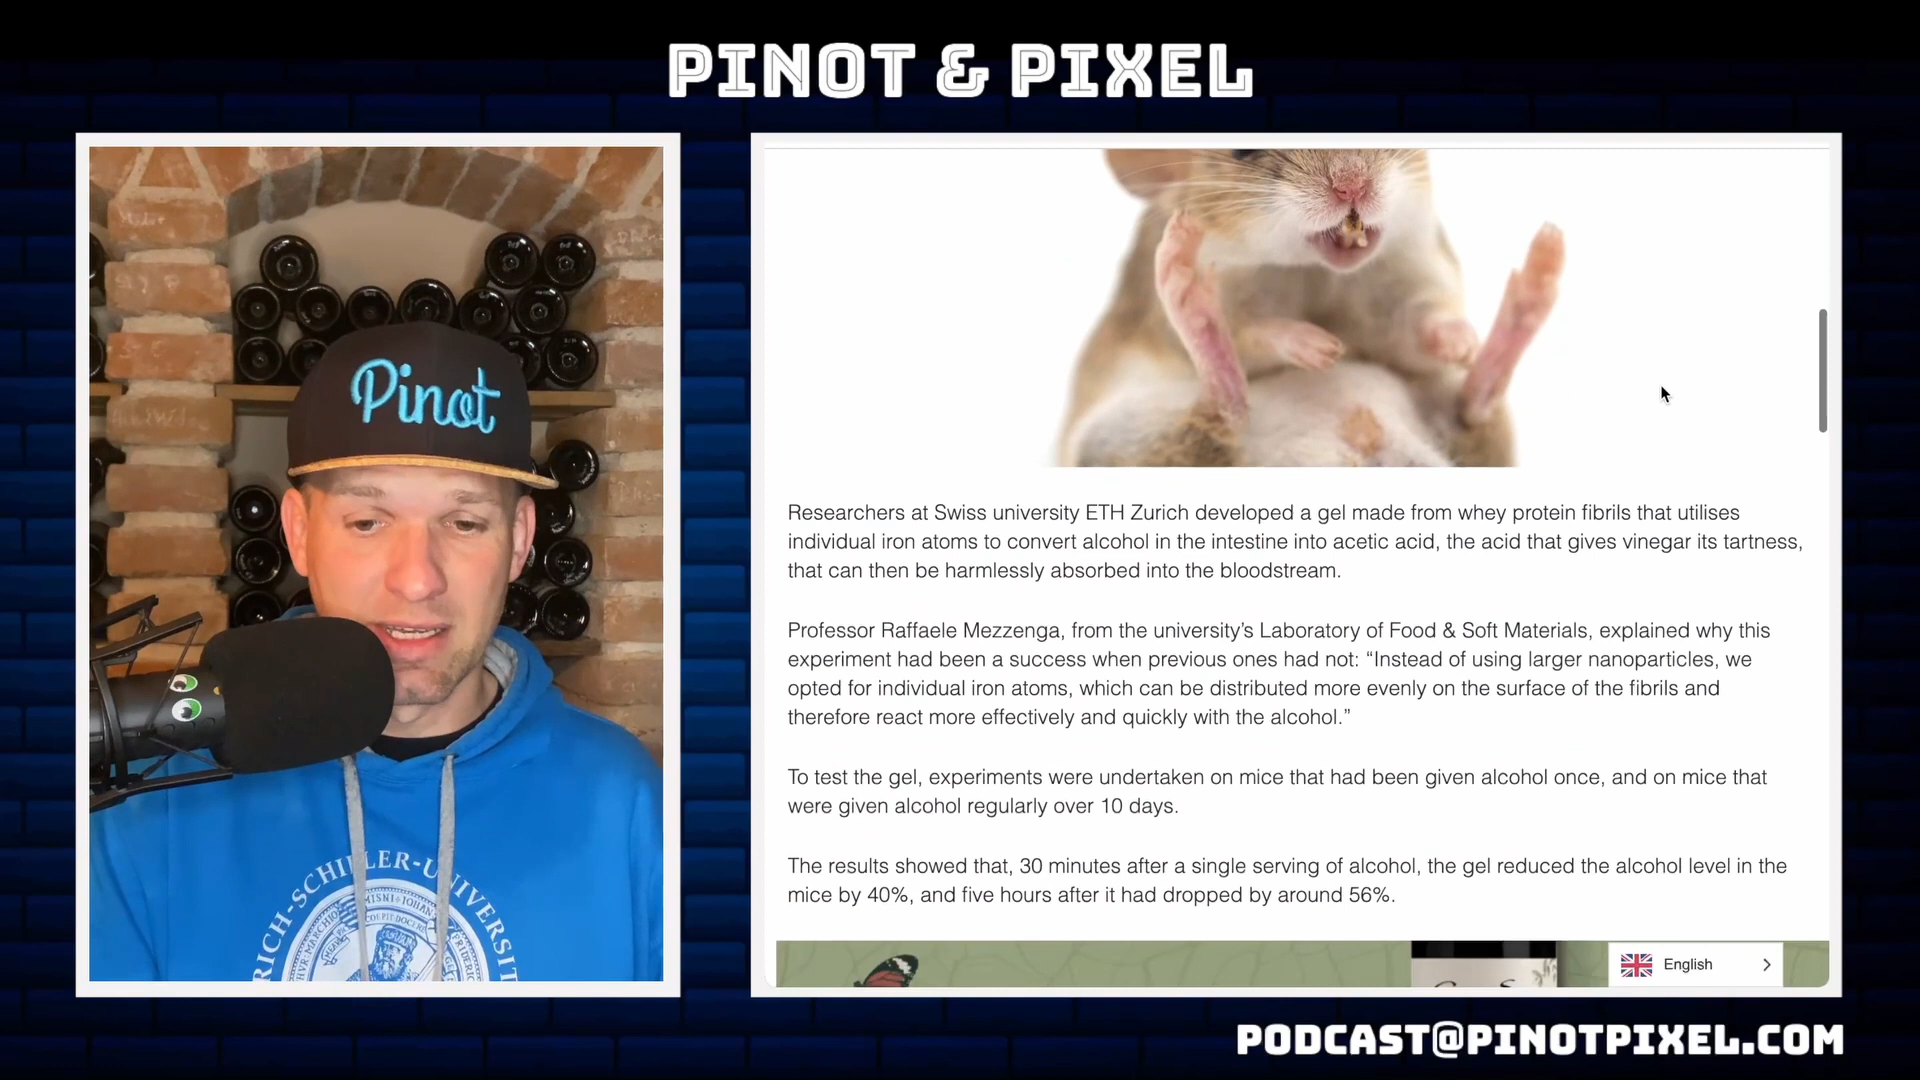 PINOT & PIXEL
Pinot
RICH-SCHILLER-UNIVERSIT
Researchers at Swiss university ETH Zurich developed a gel made from whey protein fibrils that utilises
individual iron atoms to convert alcohol in the intestine into acetic acid, the acid that gives vinegar its tartness,
that can then be harmlessly absorbed into the bloodstream.
Professor Raffaele Mezzenga, from the university’s Laboratory of Food & Soft Materials, explained why this
experiment had been a success when previous ones had not: “Instead of using larger nanoparticles, we
opted for individual iron atoms, which can be distributed more evenly on the surface of the fibrils and
therefore react more effectively and quickly with the alcohol.”
To test the gel, experiments were undertaken on mice that had been given alcohol once, and on mice that
were given alcohol regularly over 10 days.
The results showed that, 30 minutes after a single serving of alcohol, the gel reduced the alcohol level in the
mice by 40%, and five hours after it had dropped by around 56%.
English
PODCAST@PINOTPIXEL.COM